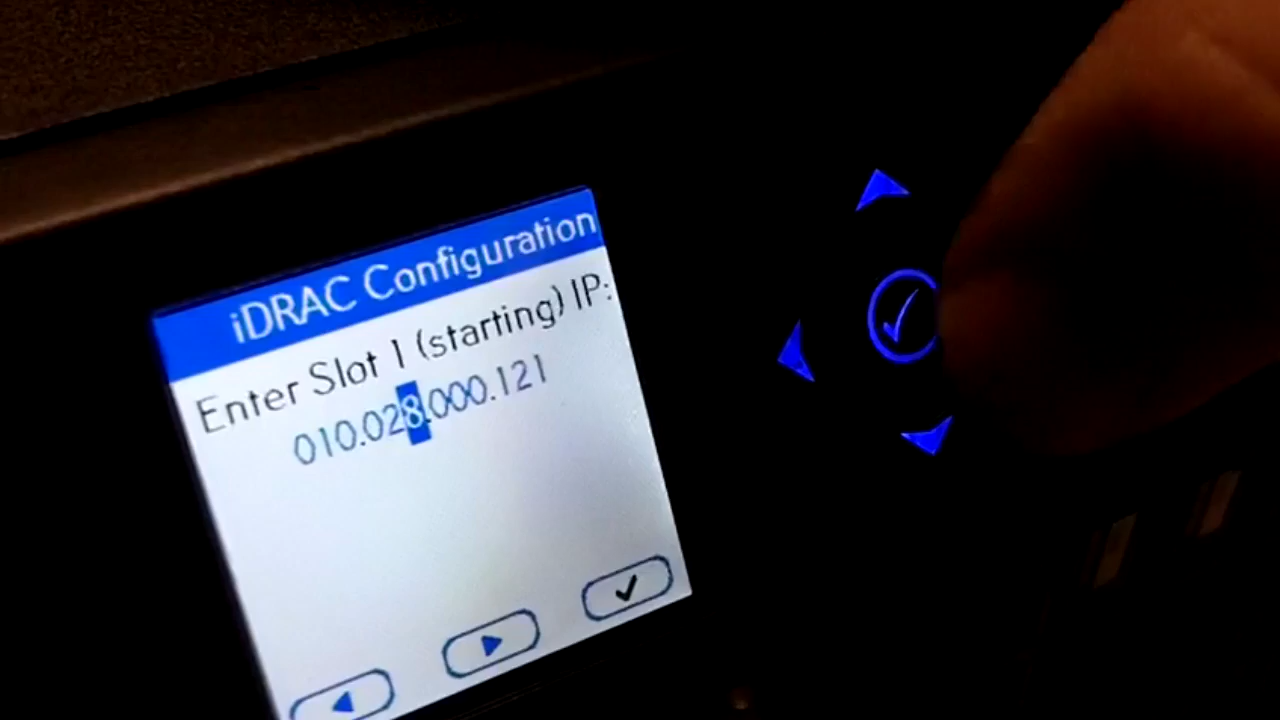 iDRAC Configuration
Enter Slot 1 (starting) IP:
010.028.000.121